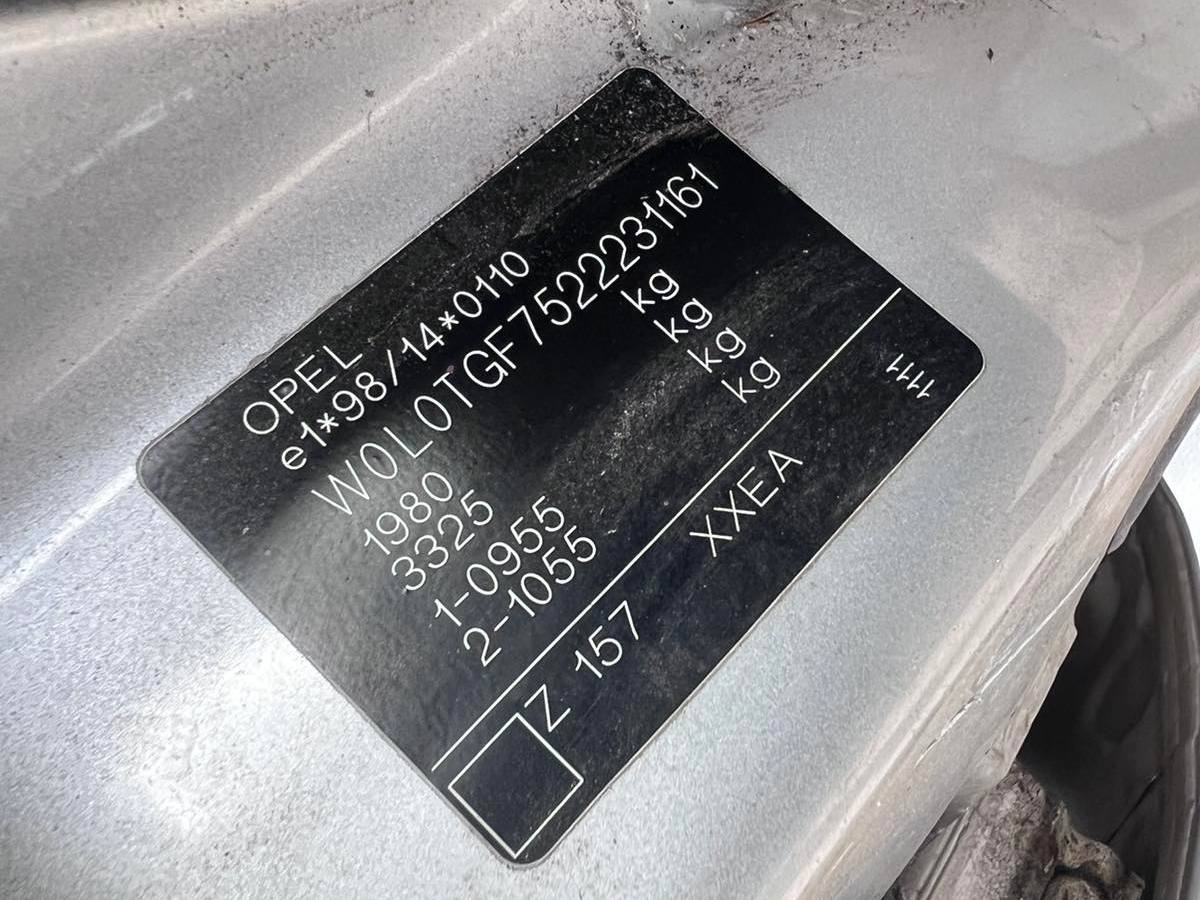 OPEL
e1*98/14*0110
W0L0TGF7522231161
1980 kg
3325 kg
1-0955 kg
2-1055 kg
Z 157 XXEA
1111